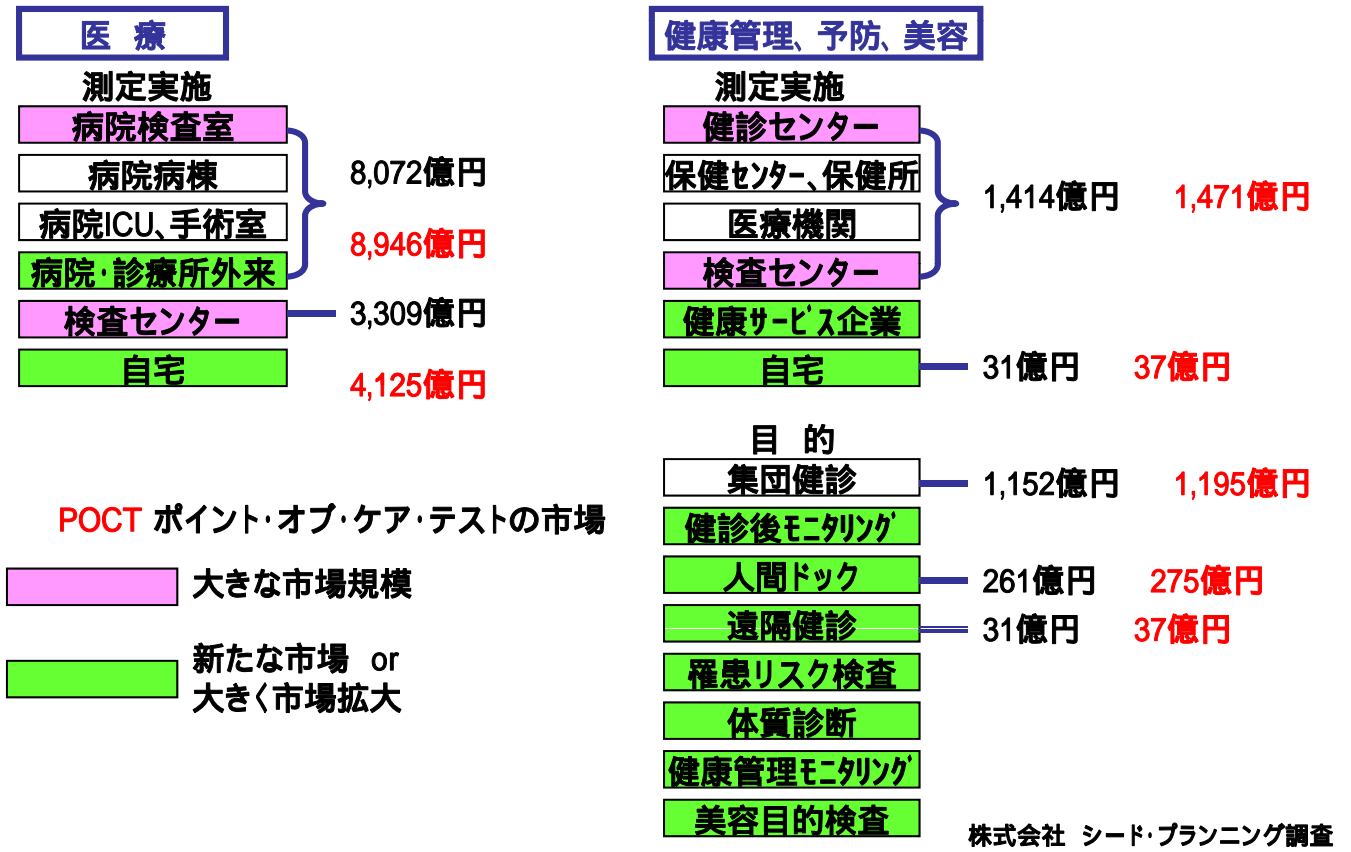 医 療
測定実施
病院検査室
病院病棟
病院ICU、手術室
病院・診療所外来
検査センター
自宅
8,072億円
8,946億円
3,309億円
4,125億円
POCT ポイント・オブ・ケア・テストの市場
大きな市場規模
新たな市場 or
大きく市場拡大
健康管理、予防、美容
測定実施
健診センター
保健ｾﾝﾀｰ、保健所
医療機関
検査センター
健康ｻｰﾋﾞｽ企業
自宅
1,414億円 1,471億円
31億円 37億円
目 的
集団健診
1,152億円 1,195億円
健診後ﾓﾆﾀﾘﾝｸﾞ
人間ドック
261億円 275億円
遠隔健診
31億円 37億円
罹患リスク検査
体質診断
健康管理ﾓﾆﾀﾘﾝｸﾞ
美容目的検査
株式会社 シード・プランニング調査